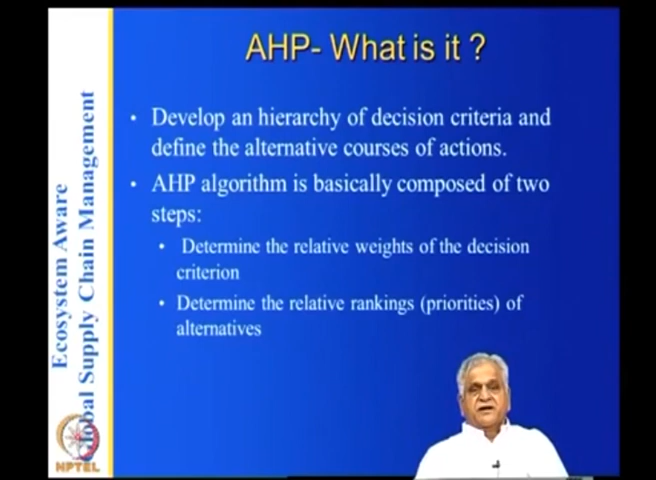 AHP- What is it ?
• Develop an hierarchy of decision criteria and
define the alternative courses of actions.
• AHP algorithm is basically composed of two
steps:
• Determine the relative weights of the decision
criterion
• Determine the relative rankings (priorities) of
alternatives
Ecosystem Aware
Global Supply Chain Management
NPTEL